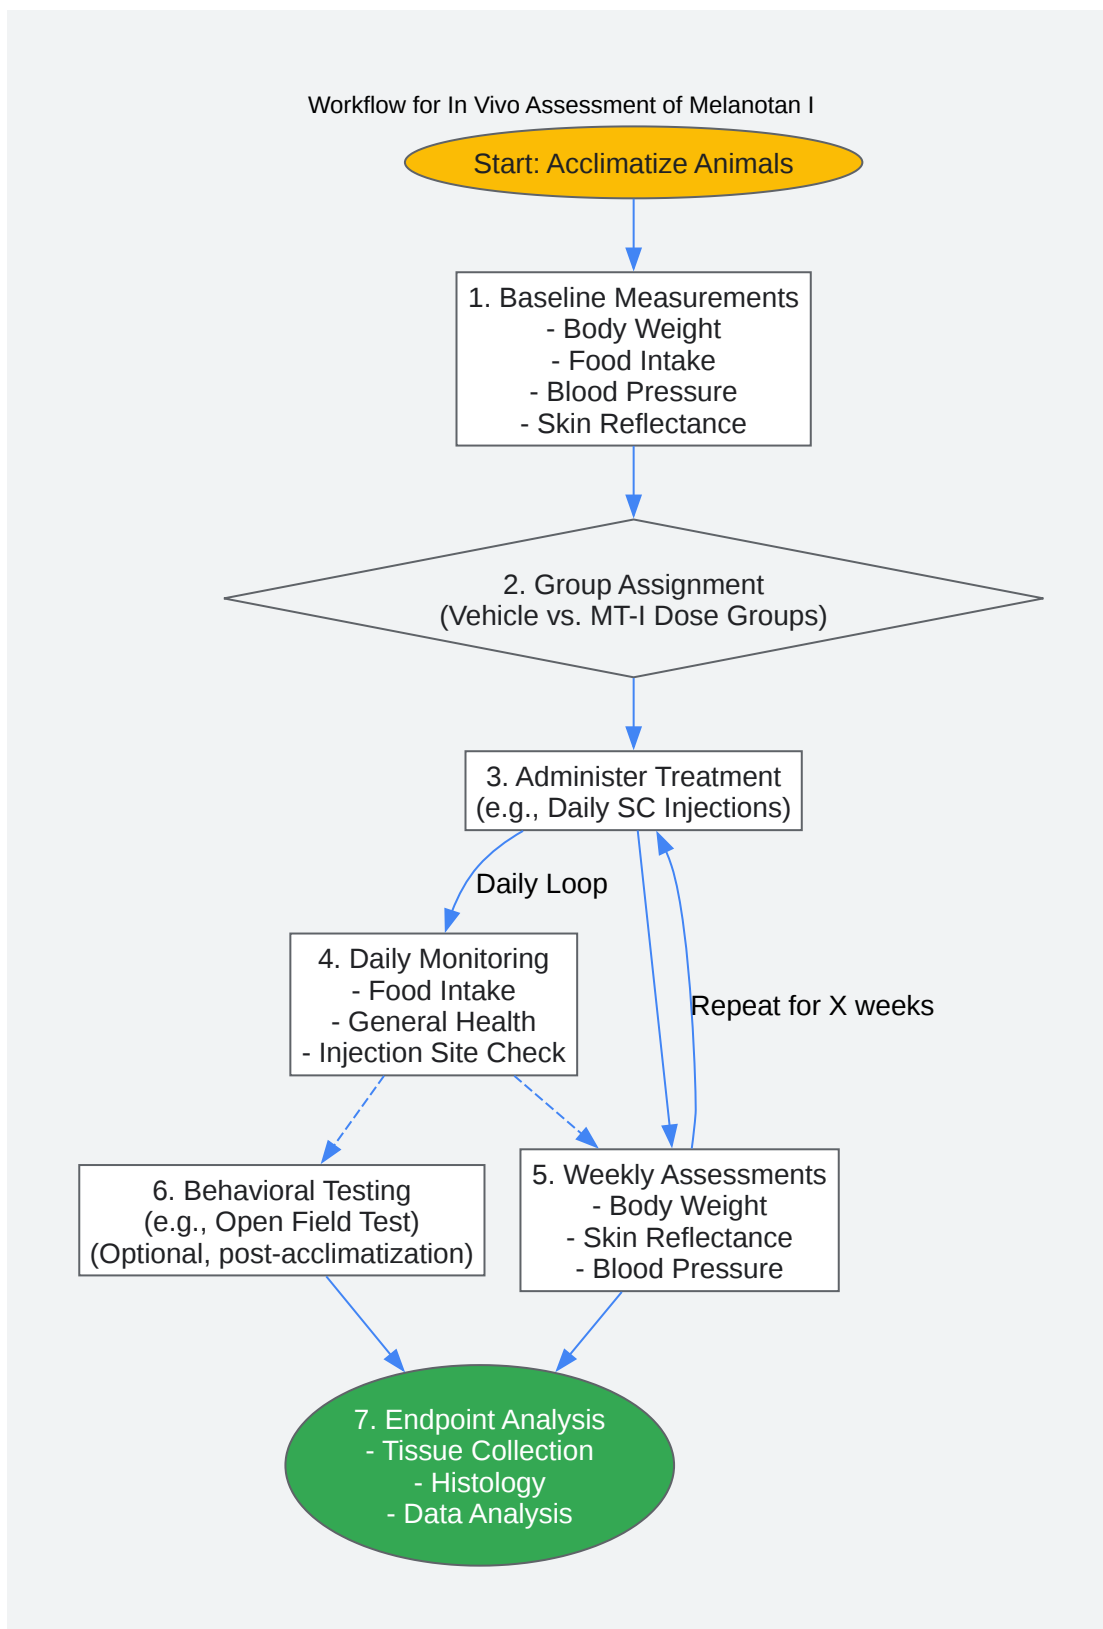 Workflow for In Vivo Assessment of Melanotan I
Start: Acclimatize Animals
1. Baseline Measurements
- Body Weight
- Food Intake
- Blood Pressure
- Skin Reflectance
2. Group Assignment
(Vehicle vs. MT-I Dose Groups)
3. Administer Treatment
(e.g., Daily SC Injections)
Daily Loop
4. Daily Monitoring
- Food Intake
- General Health
- Injection Site Check
Repeat for X weeks
6. Behavioral Testing
(e.g., Open Field Test)
(Optional, post-acclimatization)
5. Weekly Assessments
- Body Weight
- Skin Reflectance
- Blood Pressure
7. Endpoint Analysis
- Tissue Collection
- Histology
- Data Analysis